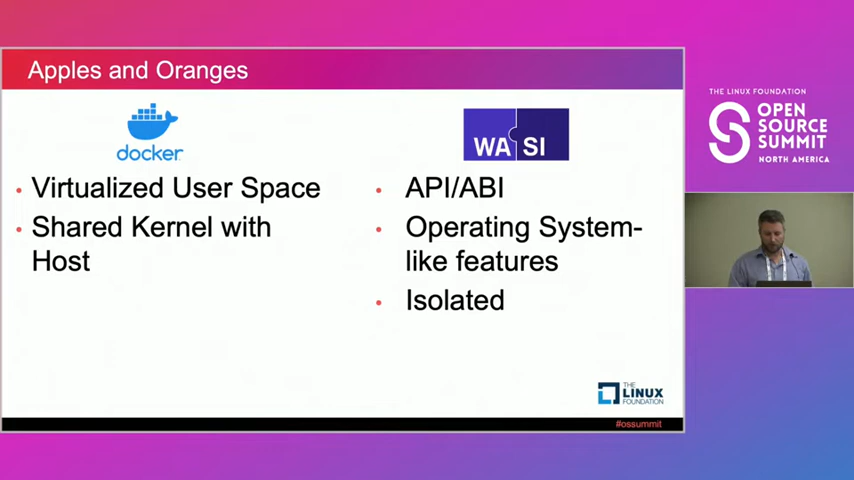 Apples and Oranges
docker
Virtualized User Space
Shared Kernel with
Host
WA SI
API/ABI
Operating System-
like features
Isolated
THE
LINUX
FOUNDATION
#ossummit
THE LINUX FOUNDATION
OPEN
SOURCE
SUMMIT
NORTH AMERICA